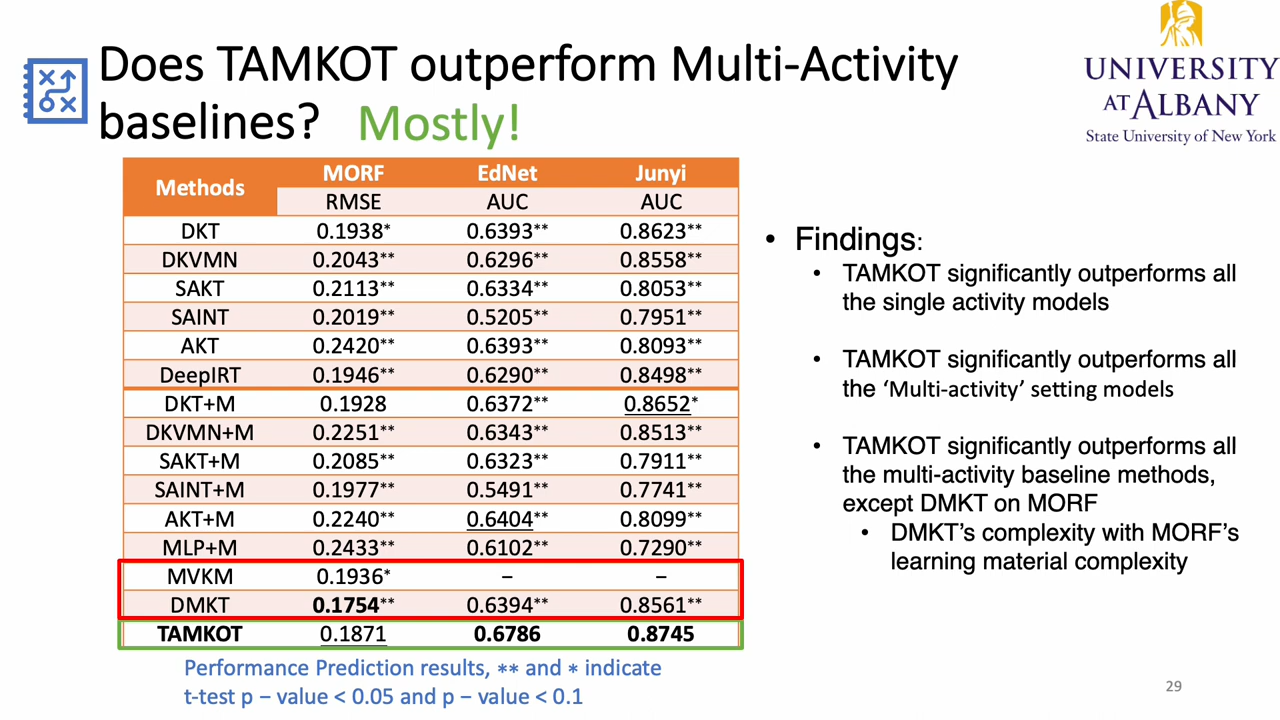 Does TAMKOT outperform Multi-Activity
baselines? Mostly!
UNIVERSITY
AT ALBANY
State University of New York
Methods MORF EdNet Junyi
RMSE AUC AUC
DKT 0.1938* 0.6393** 0.8623**
DKVMN 0.2043** 0.6296** 0.8558**
SAKT 0.2113** 0.6334** 0.8053**
SAINT 0.2019** 0.5205** 0.7951**
AKT 0.2420** 0.6393** 0.8093**
DeepIRT 0.1946** 0.6290** 0.8498**
DKT+M 0.1928 0.6372** 0.8652*
DKVMN+M 0.2251** 0.6343** 0.8513**
SAKT+M 0.2085** 0.6323** 0.7911**
SAINT+M 0.1977** 0.5491** 0.7741**
AKT+M 0.2240** 0.6404** 0.8099**
MLP+M 0.2433** 0.6102** 0.7290**
MVKM 0.1936* − −
DMKT 0.1754** 0.6394** 0.8561**
TAMKOT 0.1871 0.6786 0.8745
Performance Prediction results, ** and * indicate
t-test p − value < 0.05 and p − value < 0.1
• Findings:
• TAMKOT significantly outperforms all
the single activity models
• TAMKOT significantly outperforms all
the ‘Multi-activity’ setting models
• TAMKOT significantly outperforms all
the multi-activity baseline methods,
except DMKT on MORF
• DMKT’s complexity with MORF’s
learning material complexity
29